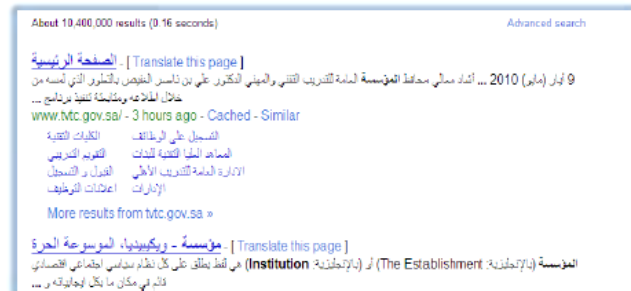 About 10,400,000 results (0.16 seconds) Advanced search
الصفحة الرئيسية - [ Translate this page ]
9 أيار (مايو) 2010 ... أشاد معالي محافظ المؤسسة العامة للتدريب التقني والمهني الدكتور علي بن ناصر الغفيص بالتطور الذي لمسه من
خلال اطلاعه ومتابعته تنفيذ برنامج ...
www.tvtc.gov.sa/ - 3 hours ago - Cached - Similar
التسجيل على الوظائف الكليات التقنية
المعاهد العليا التقنية للبنات التقويم التدريبي
الادارة العامة للتدريب الأهلي القبول و التسجيل
الإدارات اعلانات التوظيف
More results from tvtc.gov.sa »
مؤسسة - ويكيبيديا، الموسوعة الحرة - [ Translate this page ]
المؤسسة (بالإنجليزية: The Establishment) أو (بالإنجليزية: Institution) هي لفظ يطلق على كل نظام سياسي اجتماعي اقتصادي
قائم في مكان ما بكل ايجابياته و ...